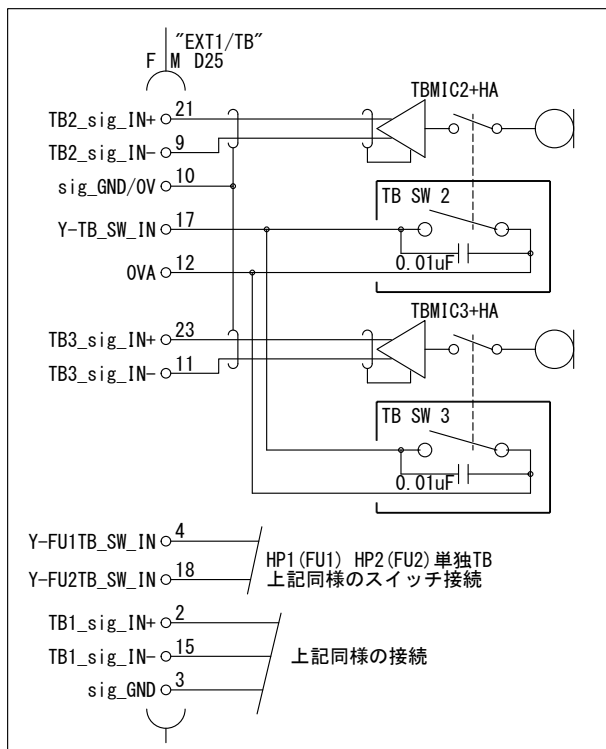 "EXT1/TB"
F M D25
TBMIC2+HA
TB2_sig_IN+ 21
TB2_sig_IN- 9
sig_GND/0V 10
TB SW 2
Y-TB_SW_IN 17
0.01uF
0VA 12
TBMIC3+HA
TB3_sig_IN+ 23
TB3_sig_IN- 11
TB SW 3
0.01uF
Y-FU1TB_SW_IN 4
HP1(FU1) HP2(FU2)単独TB
上記同様のスイッチ接続
Y-FU2TB_SW_IN 18
TB1_sig_IN+ 2
TB1_sig_IN- 15
上記同様の接続
sig_GND 3